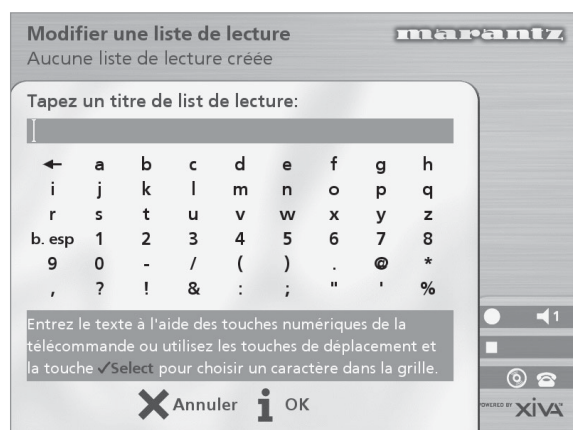 Modifier une liste de lecture
marantz
Aucune liste de lecture créée
Tapez un titre de list de lecture:
← a b c d e f g h
i j k l m n o p q
r s t u v w x y z
b. esp 1 2 3 4 5 6 7 8
9 0 - / ( ) . @ *
, ? ! & : ; " ' %
Entrez le texte à l'aide des touches numériques de la
télécommande ou utilisez les touches de déplacement et
la touche ✓Select pour choisir un caractère dans la grille.
1
Annuler i OK
POWERED BY XiVA™